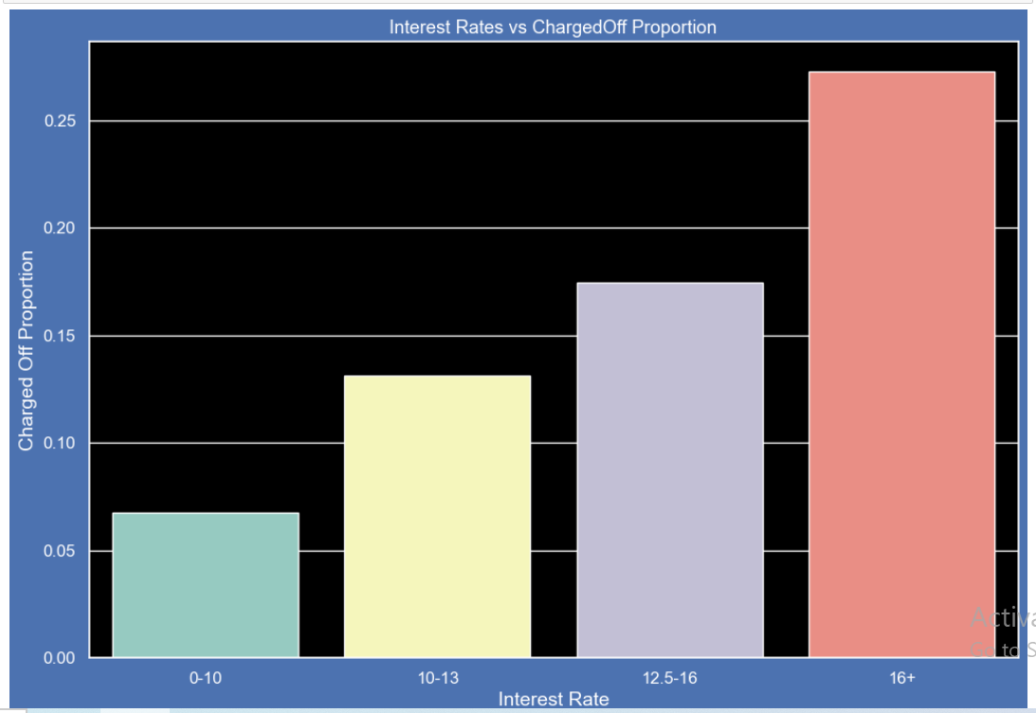 Interest Rates vs ChargedOff Proportion
Charged Off Proportion
0.25
0.20
0.15
0.10
0.05
0.00
0-10 10-13 12.5-16 16+
Interest Rate